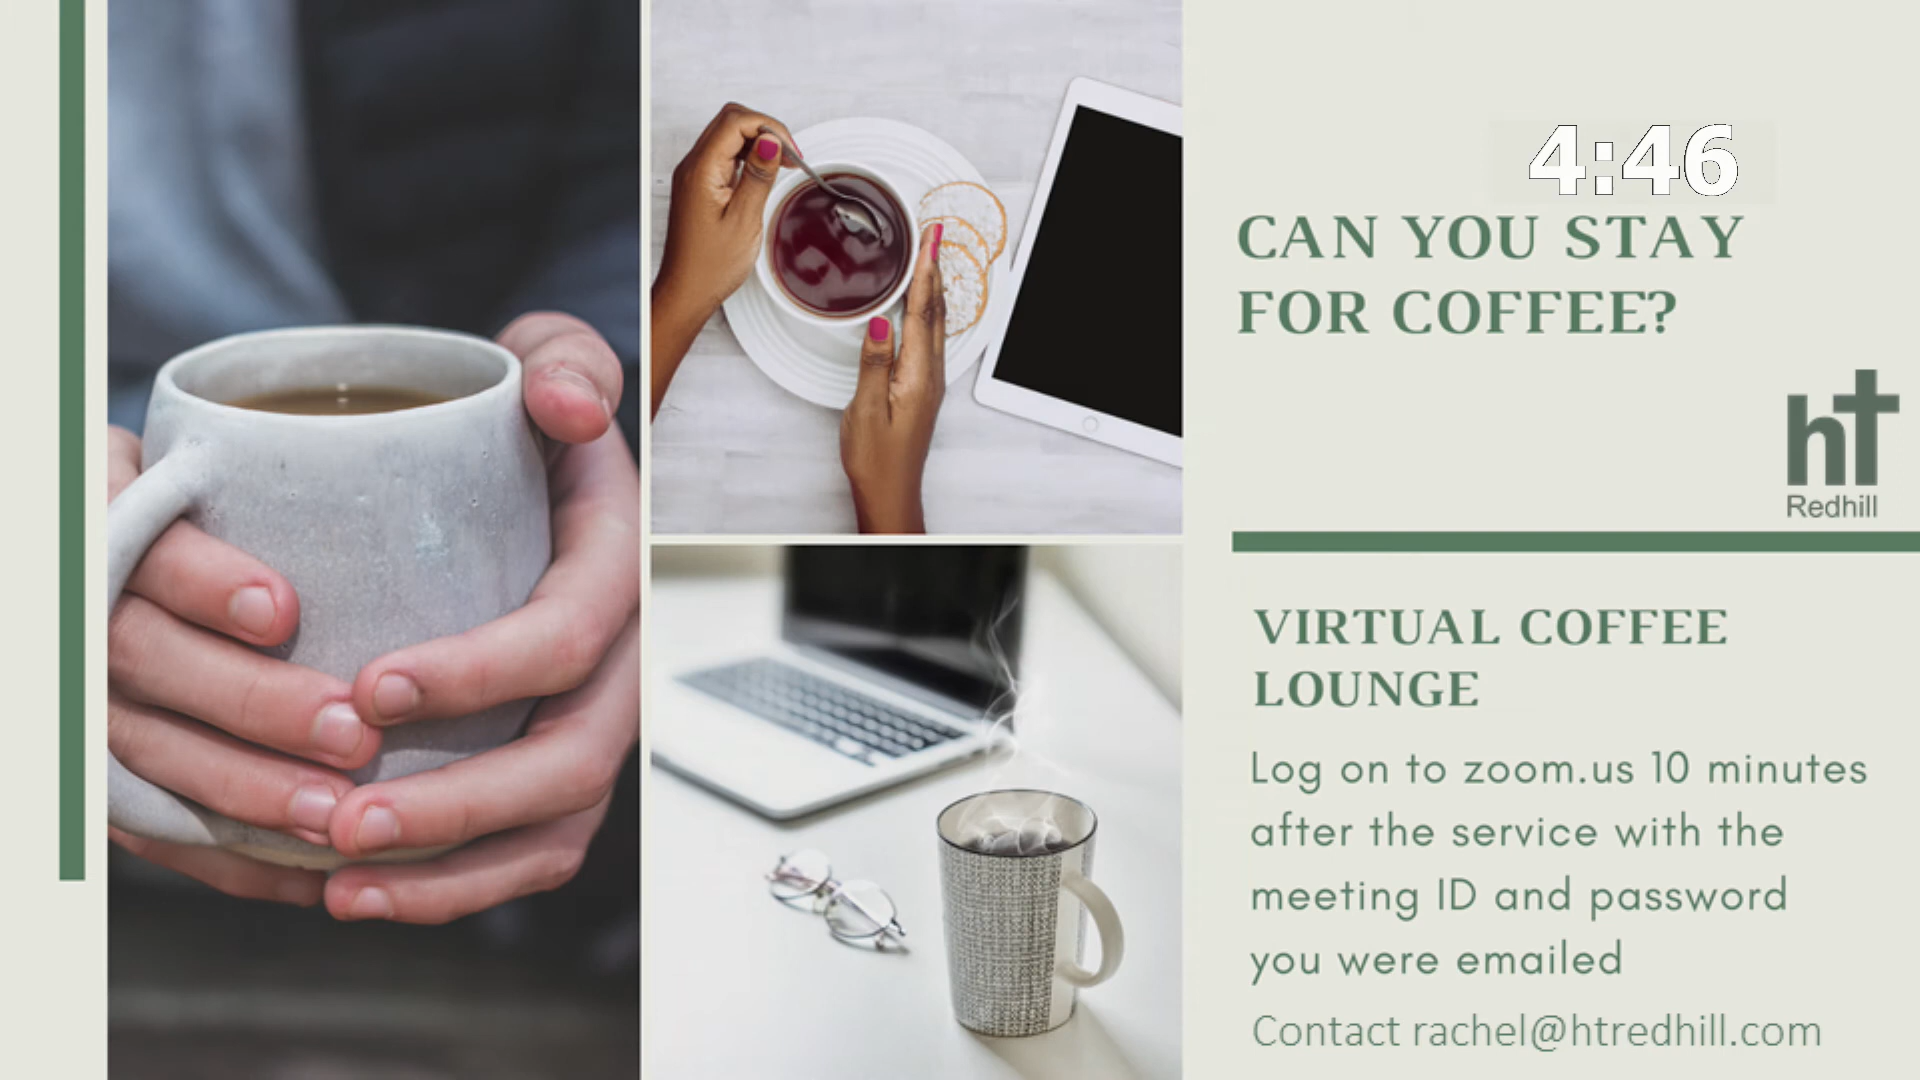 4:46
CAN YOU STAY
FOR COFFEE?
ht
Redhill
VIRTUAL COFFEE
LOUNGE
Log on to zoom.us 10 minutes
after the service with the
meeting ID and password
you were emailed
Contact rachel@htredhill.com